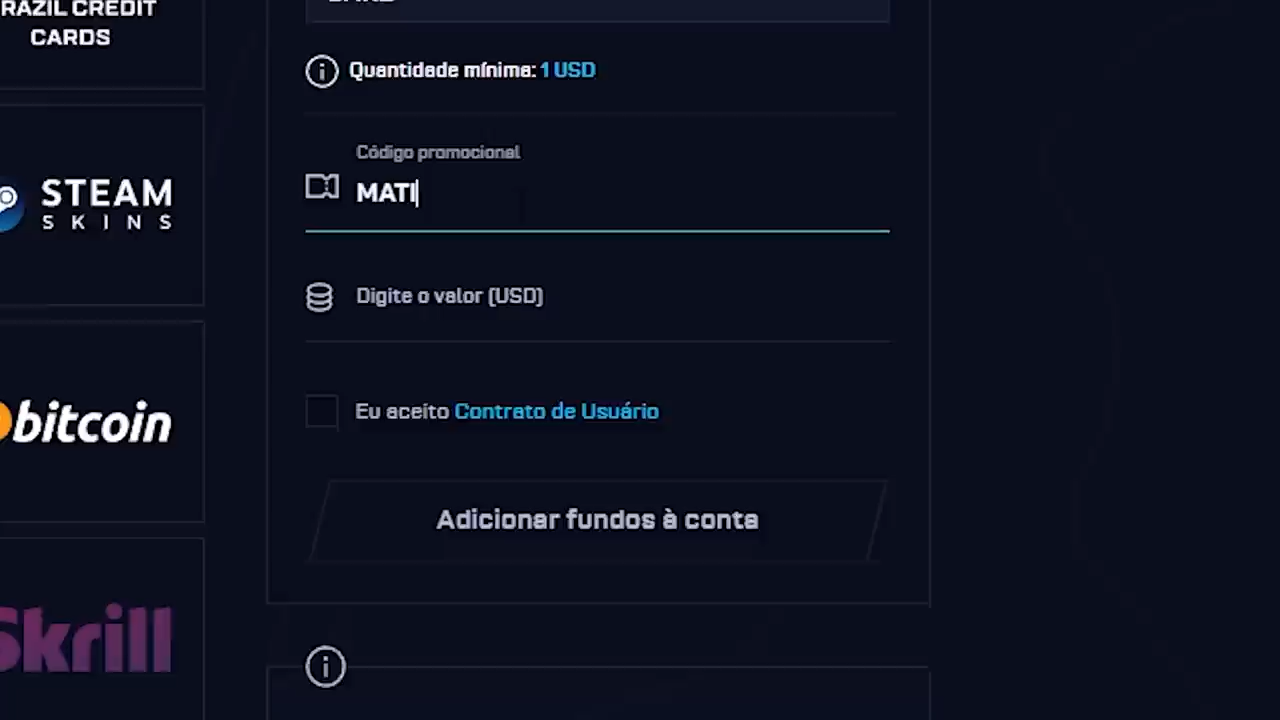 RAZIL CREDIT
CARDS
STEAM
SKINS
bitcoin
Skrill
Quantidade mínima: 1 USD
Código promocional
MATI
Digite o valor (USD)
Eu aceito Contrato de Usuário
Adicionar fundos à conta